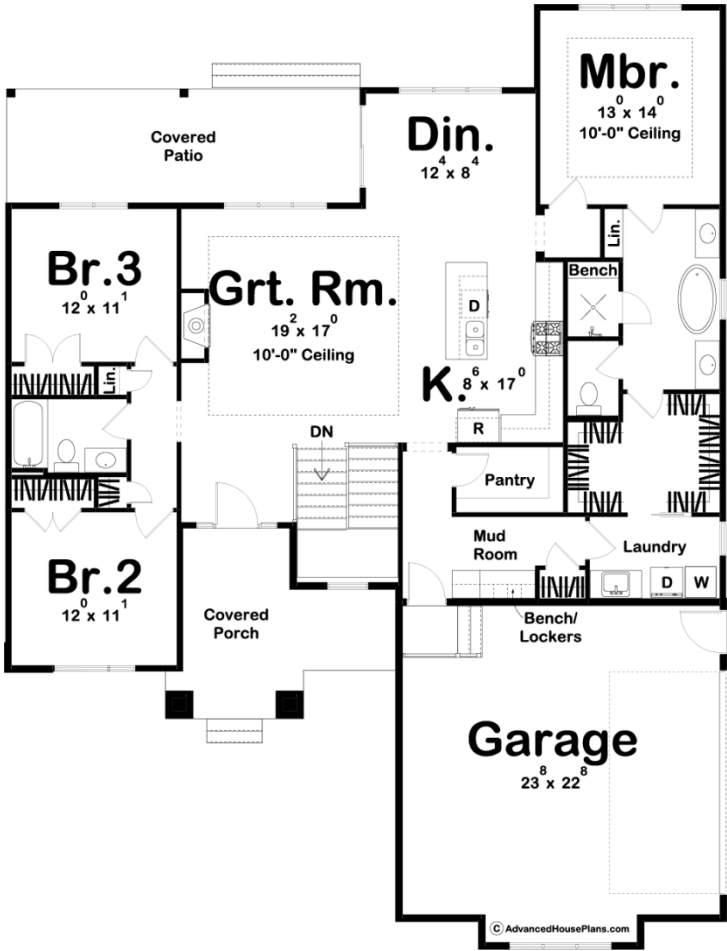 Mbr.
13⁰ x 14⁰
10'-0" Ceiling
Covered
Patio
Din.
12⁴ x 8⁴
Lin.
Br.3
12⁰ x 11¹
Grt. Rm.
19² x 17⁰
10'-0" Ceiling
Bench
D
K.
8⁶ x 17⁰
Lin.
R
DN
Pantry
Mud
Room
Laundry
D
W
Br.2
12⁰ x 11¹
Covered
Porch
Bench/
Lockers
Garage
23⁸ x 22⁸
© AdvancedHousePlans.com